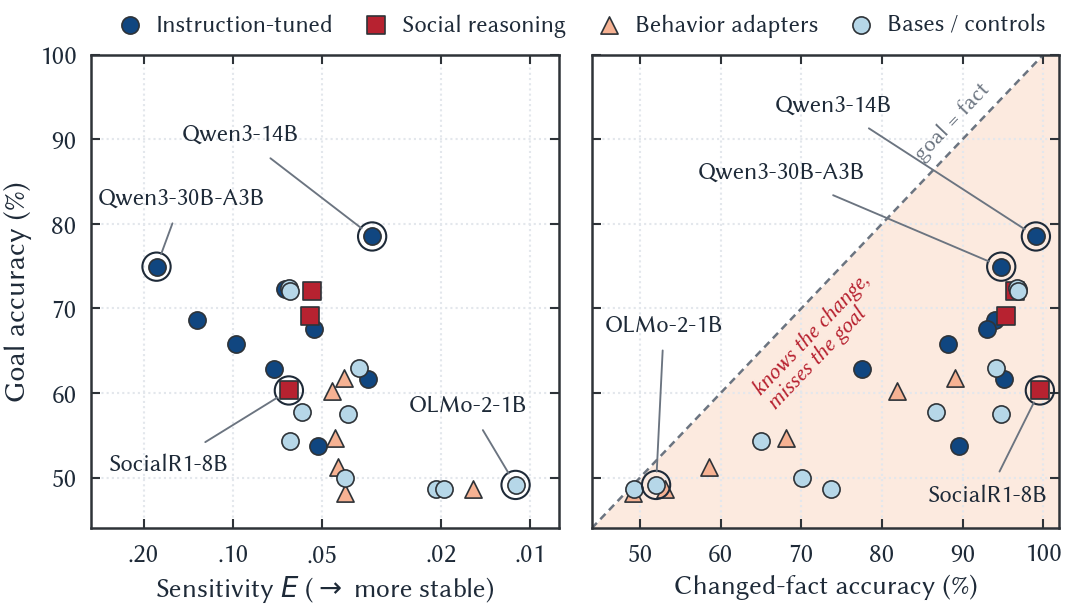 Instruction-tuned
Social reasoning
Behavior adapters
Bases / controls
Goal accuracy (%)
100
90
80
70
60
50
Qwen3-14B
Qwen3-30B-A3B
OLMo-2-1B
SocialR1-8B
.20
.10
.05
.02
.01
Sensitivity E (→ more stable)
goal = fact
Qwen3-14B
Qwen3-30B-A3B
knows the change,
misses the goal
OLMo-2-1B
SocialR1-8B
50
60
70
80
90
100
Changed-fact accuracy (%)